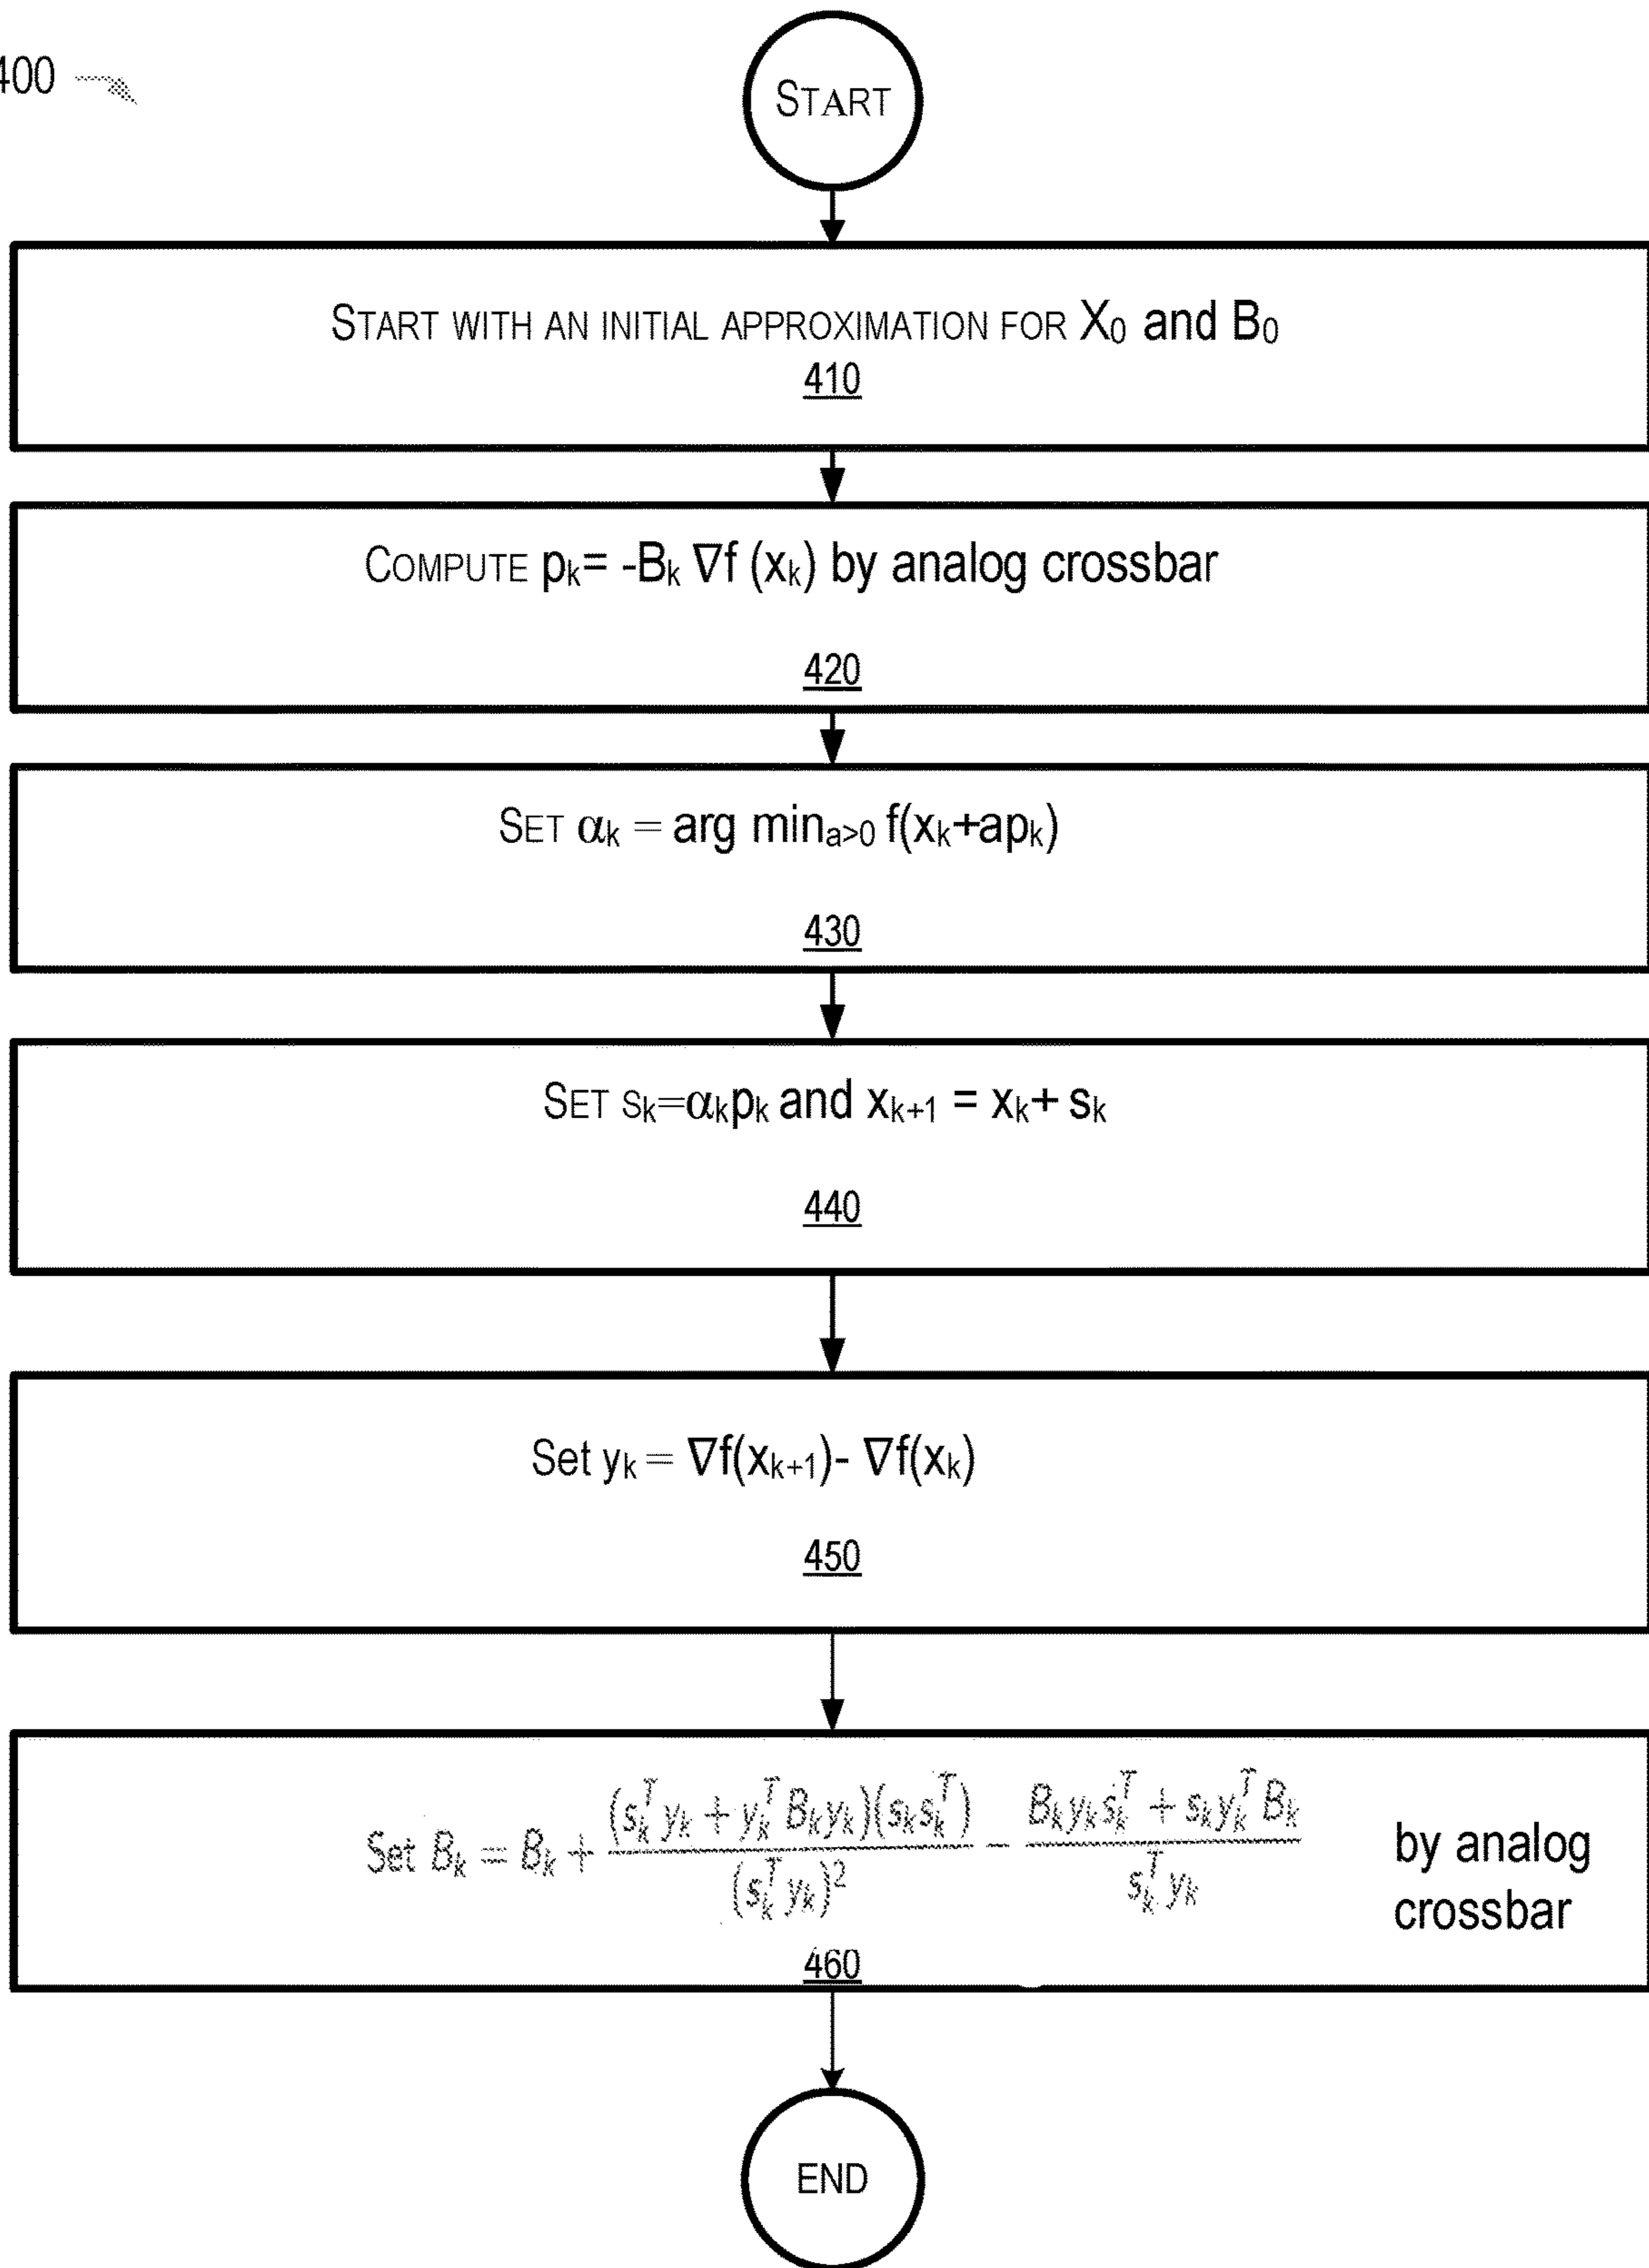 400
START
START WITH AN INITIAL APPROXIMATION FOR X₀ and B₀
410
COMPUTE pₖ= -Bₖ ∇f (xₖ) by analog crossbar
420
SET αₖ = arg minₐ>₀ f(xₖ+apₖ)
430
SET sₖ=αₖpₖ and xₖ₊₁ = xₖ+ sₖ
440
Set yₖ = ∇f(xₖ₊₁)- ∇f(xₖ)
450
Set Bₖ = Bₖ + (sₖᵀyₖ + yₖᵀBₖyₖ)(sₖsₖᵀ) / (sₖᵀyₖ)² − Bₖyₖsₖᵀ + sₖyₖᵀBₖ / sₖᵀyₖ by analog
crossbar
460
END